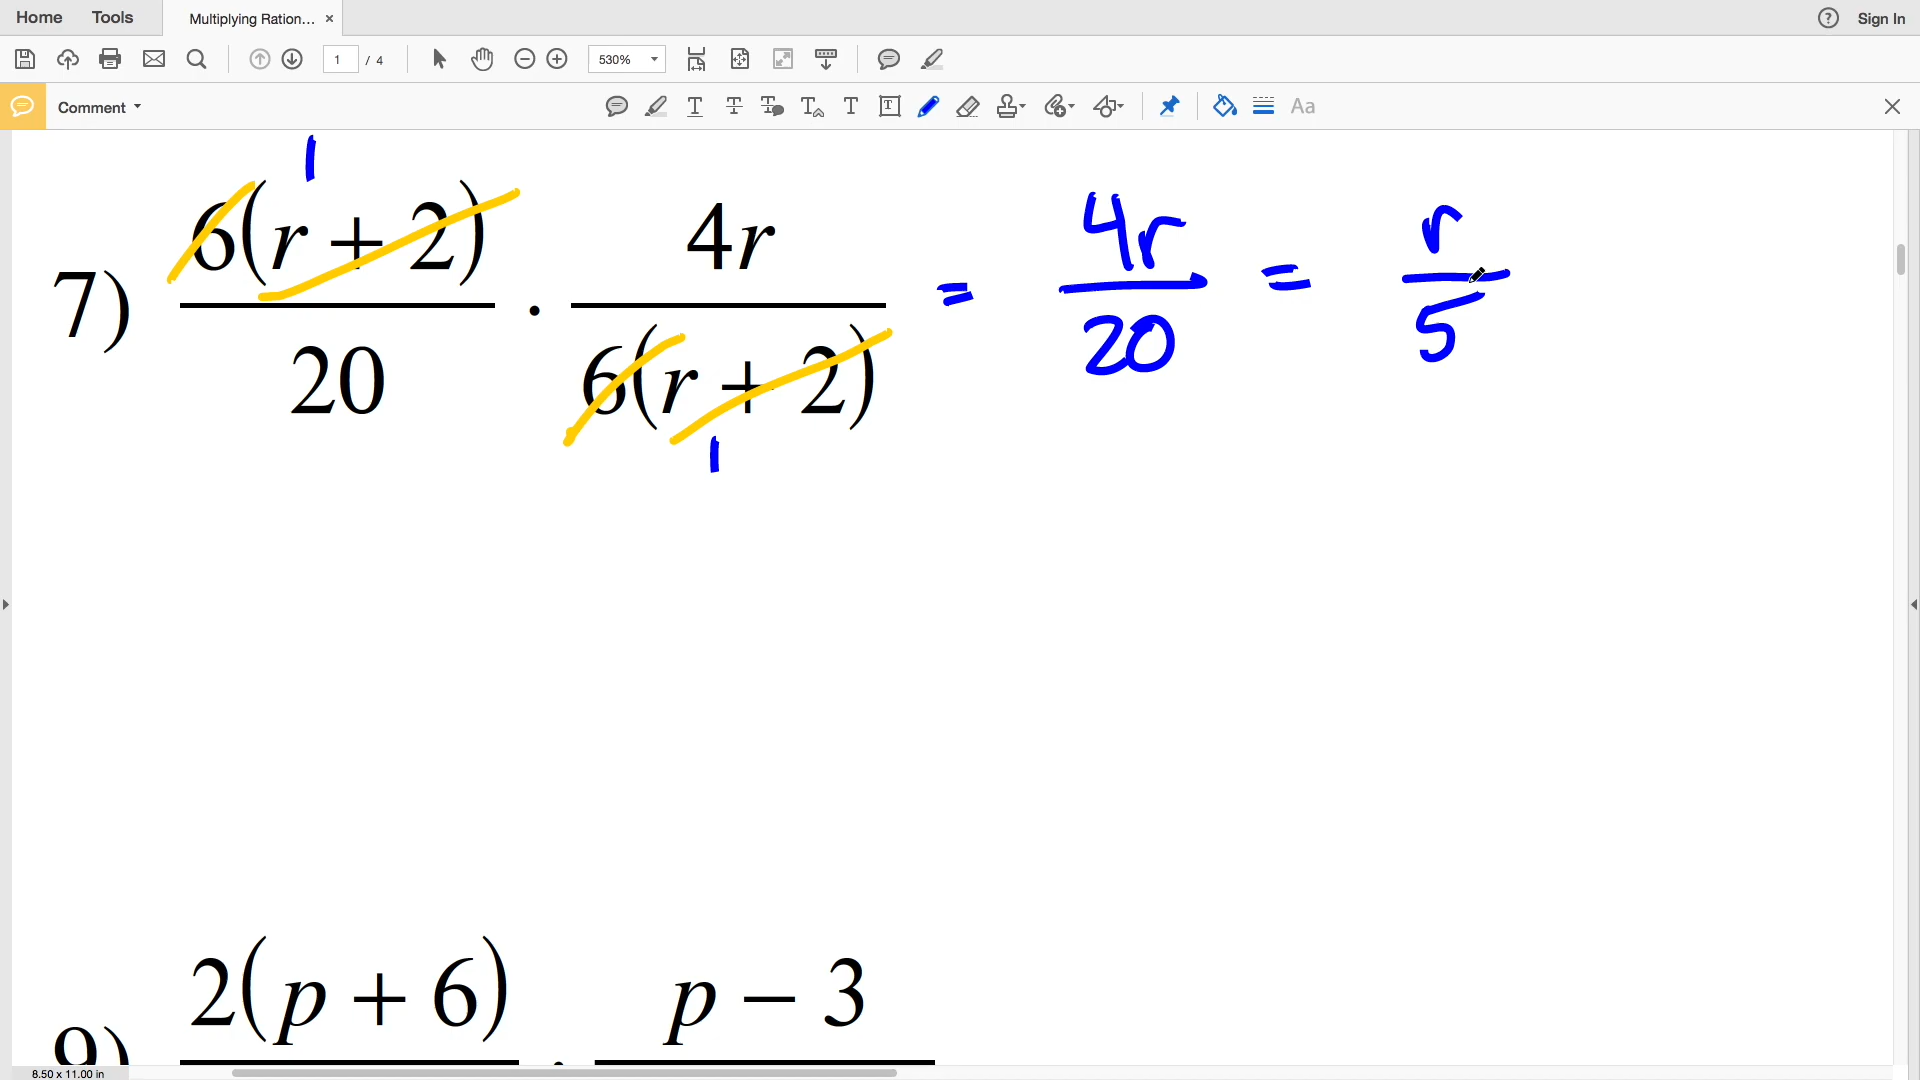 Home Tools Multiplying Ration... × ? Sign In
1 / 4 530%
Comment Aa
7) 6(r + 2)/20 · 4r/6(r + 2) = 4r/20 = r/5
1
1
9) 2(p + 6) · p − 3
8.50 x 11.00 in